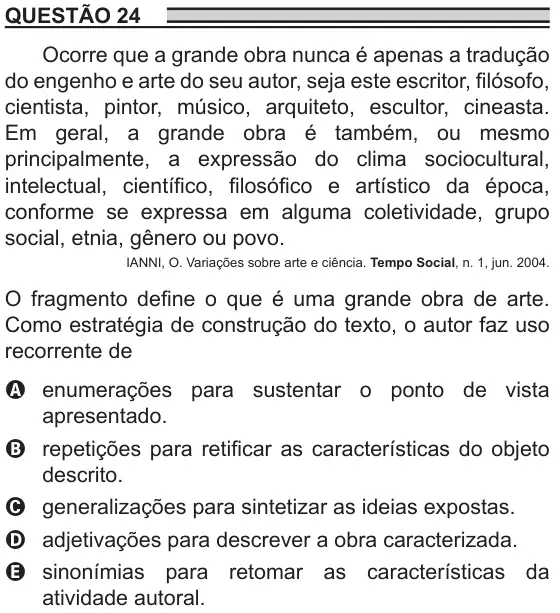 QUESTÃO 24
Ocorre que a grande obra nunca é apenas a tradução
do engenho e arte do seu autor, seja este escritor, filósofo,
cientista, pintor, músico, arquiteto, escultor, cineasta.
Em geral, a grande obra é também, ou mesmo
principalmente, a expressão do clima sociocultural,
intelectual, científico, filosófico e artístico da época,
conforme se expressa em alguma coletividade, grupo
social, etnia, gênero ou povo.
IANNI, O. Variações sobre arte e ciência. Tempo Social, n. 1, jun. 2004.
O fragmento define o que é uma grande obra de arte.
Como estratégia de construção do texto, o autor faz uso
recorrente de
A enumerações para sustentar o ponto de vista
apresentado.
B repetições para retificar as características do objeto
descrito.
C generalizações para sintetizar as ideias expostas.
D adjetivações para descrever a obra caracterizada.
E sinonímias para retomar as características da
atividade autoral.